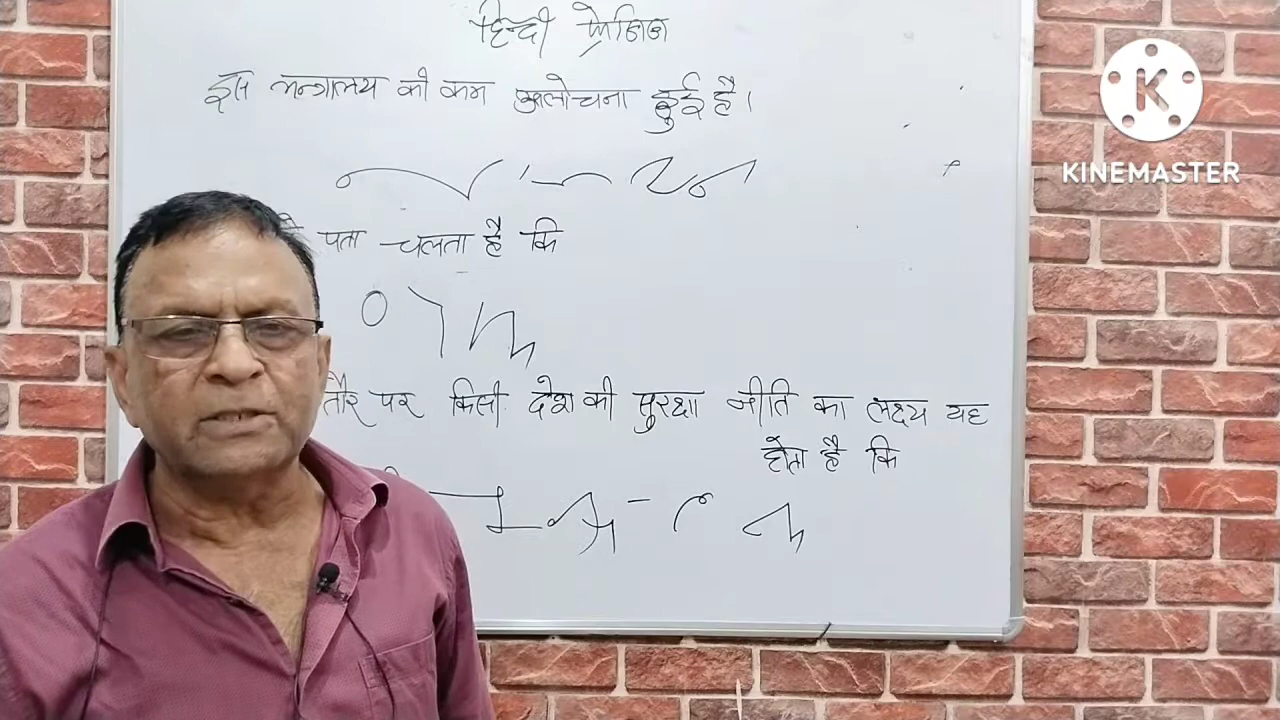 हिन्दी फ्रेजिज
इस मन्त्रालय की कम आलोचना हुई है।
पता चलता है कि
तौर पर किसी देश की सुरक्षा नीति का लक्ष्य यह
होता है कि
K
KINEMASTER